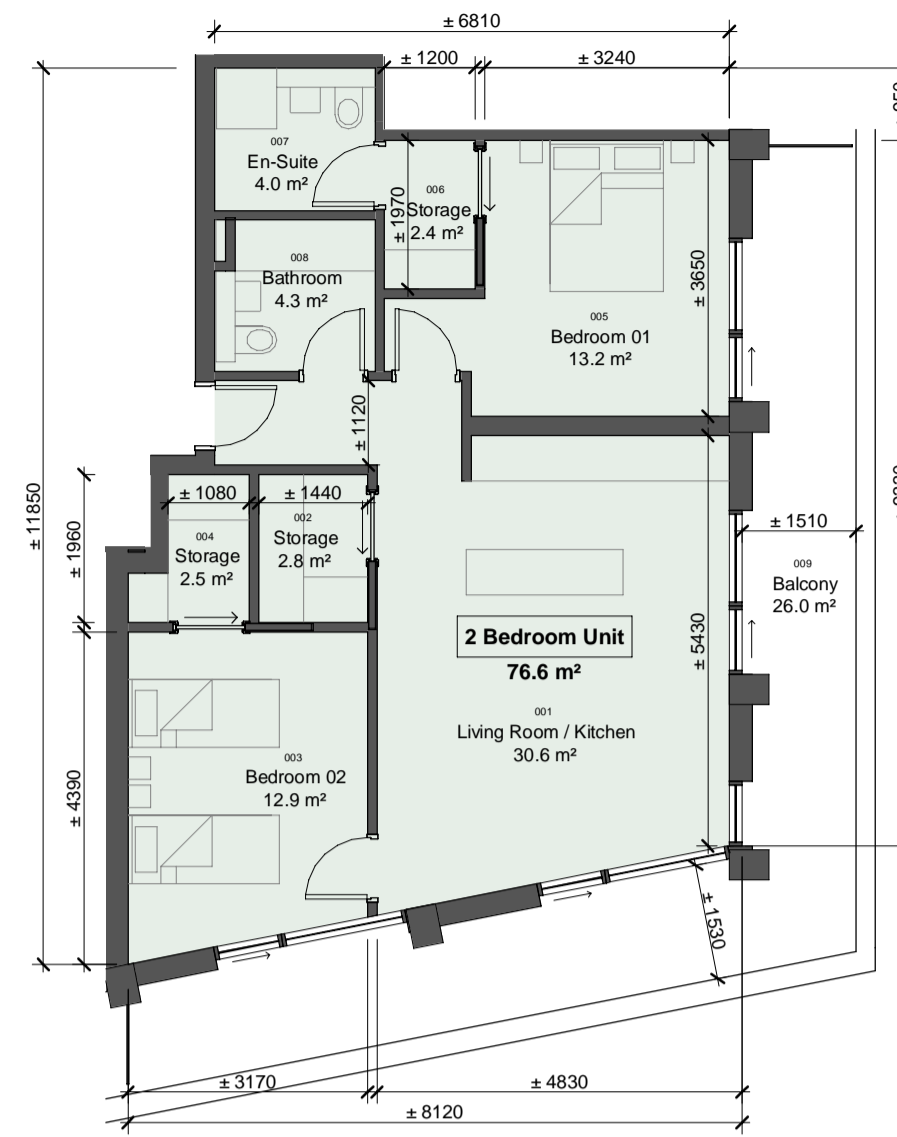 ± 6810
± 1200
± 3240
007
En-Suite
4.0 m²
006
Storage
2.4 m²
± 1970
008
Bathroom
4.3 m²
± 3650
005
Bedroom 01
13.2 m²
± 1120
± 11850
± 1960
± 1080
± 1440
004
Storage
2.5 m²
002
Storage
2.8 m²
± 1510
009
Balcony
26.0 m²
2 Bedroom Unit
76.6 m²
± 5430
001
Living Room / Kitchen
30.6 m²
003
Bedroom 02
12.9 m²
± 4390
± 1530
± 3170
± 4830
± 8120